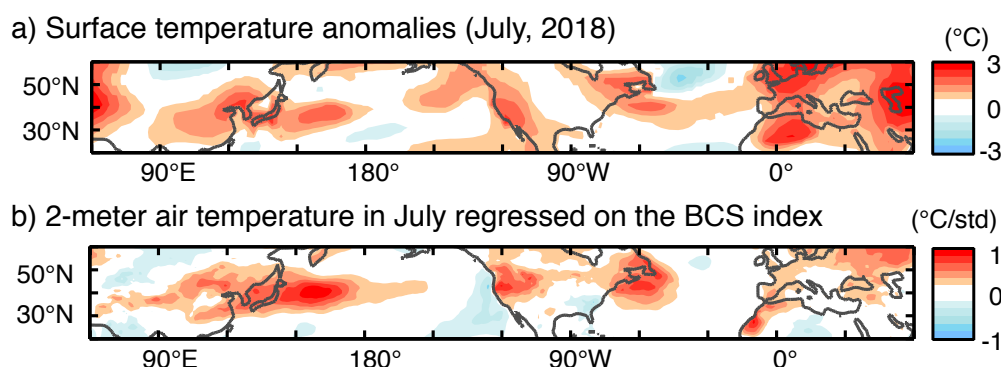 a) Surface temperature anomalies (July, 2018)
(°C)
50°N
30°N
3
0
-3
90°E 180° 90°W 0°
b) 2-meter air temperature in July regressed on the BCS index
(°C/std)
50°N
30°N
1
0
-1
90°E 180° 90°W 0°